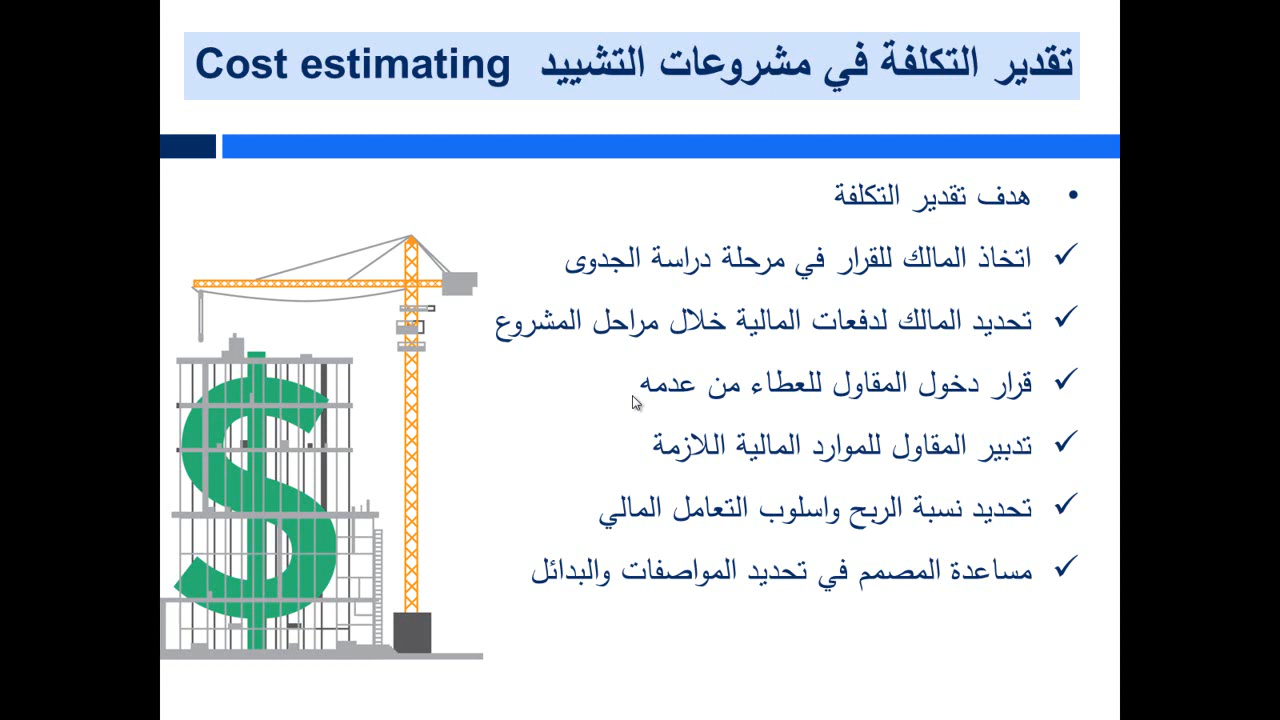 تقدير التكلفة في مشروعات التشييد Cost estimating
• هدف تقدير التكلفة
✓ اتخاذ المالك للقرار في مرحلة دراسة الجدوى
✓ تحديد المالك لدفعات المالية خلال مراحل المشروع
✓ قرار دخول المقاول للعطاء من عدمه
✓ تدبير المقاول للموارد المالية اللازمة
✓ تحديد نسبة الربح واسلوب التعامل المالي
✓ مساعدة المصمم في تحديد المواصفات والبدائل